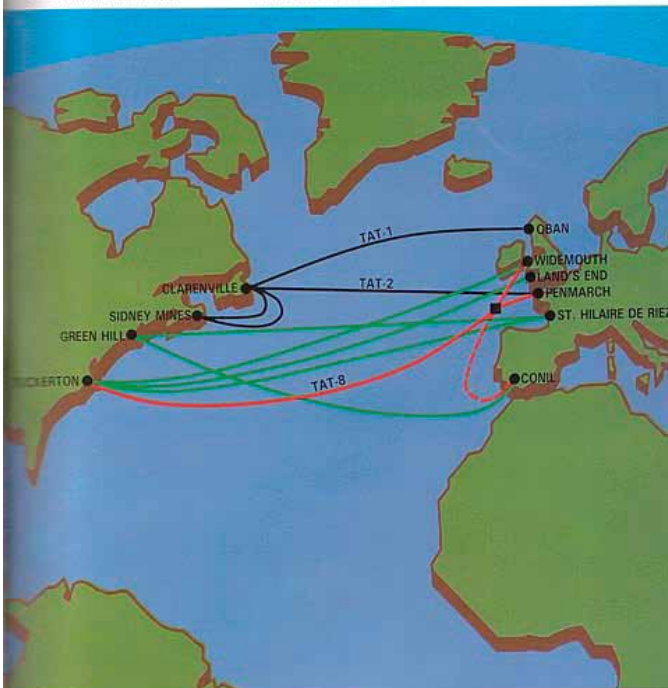 TAT-1
OBAN
WIDEMOUTH
LAND'S END
CLARENVILLE
TAT-2
PENMARCH
SIDNEY MINES
ST. HILAIRE DE RIEZ
GREEN HILL
TUCKERTON
TAT-8
CONIL